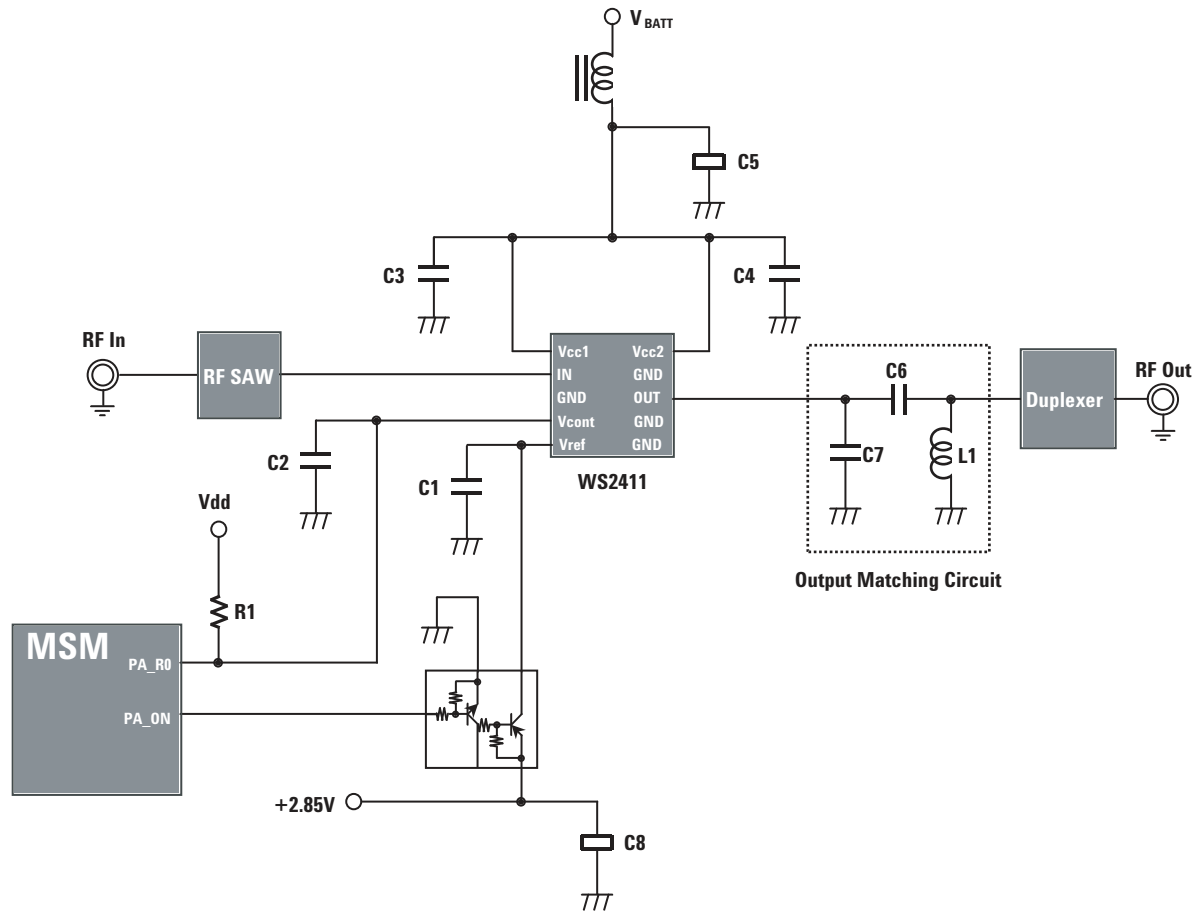 V BATT
C5
C3
C4
RF In
RF SAW
Vcc1
Vcc2
IN
GND
GND
OUT
Vcont
GND
Vref
GND
WS2411
C6
C7
L1
Duplexer
RF Out
Output Matching Circuit
C2
C1
Vdd
R1
MSM
PA_R0
PA_ON
+2.85V
C8